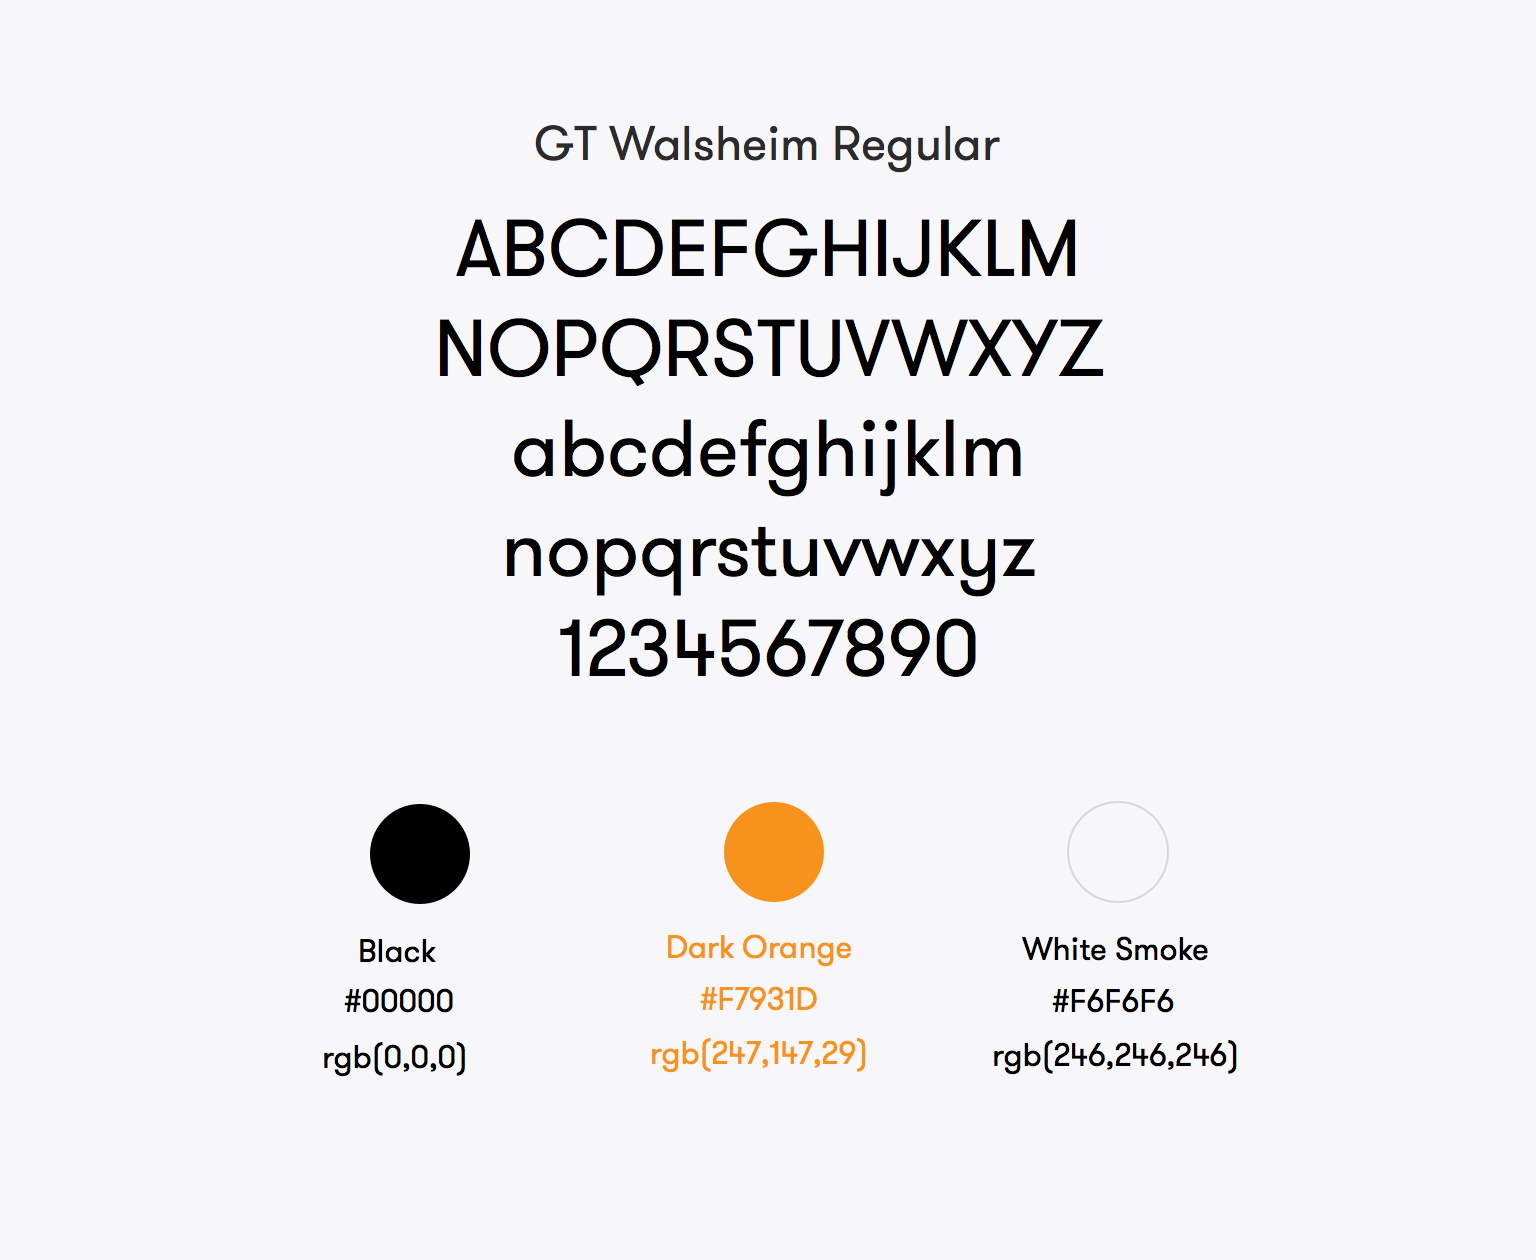 GT Walsheim Regular
ABCDEFGHIJKLM
NOPQRSTUVWXYZ
abcdefghijklm
nopqrstuvwxyz
1234567890
Black
#00000
rgb(0,0,0)
Dark Orange
#F7931D
rgb(247,147,29)
White Smoke
#F6F6F6
rgb(246,246,246)